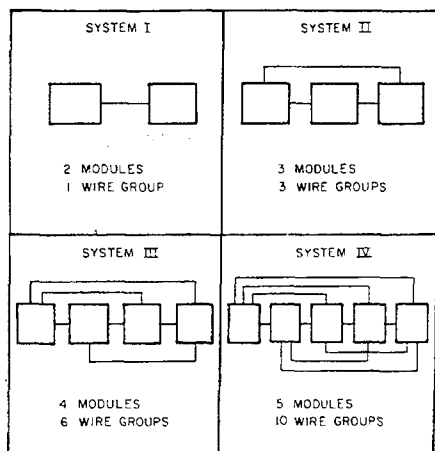 SYSTEM I
2 MODULES
1 WIRE GROUP
SYSTEM II
3 MODULES
3 WIRE GROUPS
SYSTEM III
4 MODULES
6 WIRE GROUPS
SYSTEM IV
5 MODULES
10 WIRE GROUPS